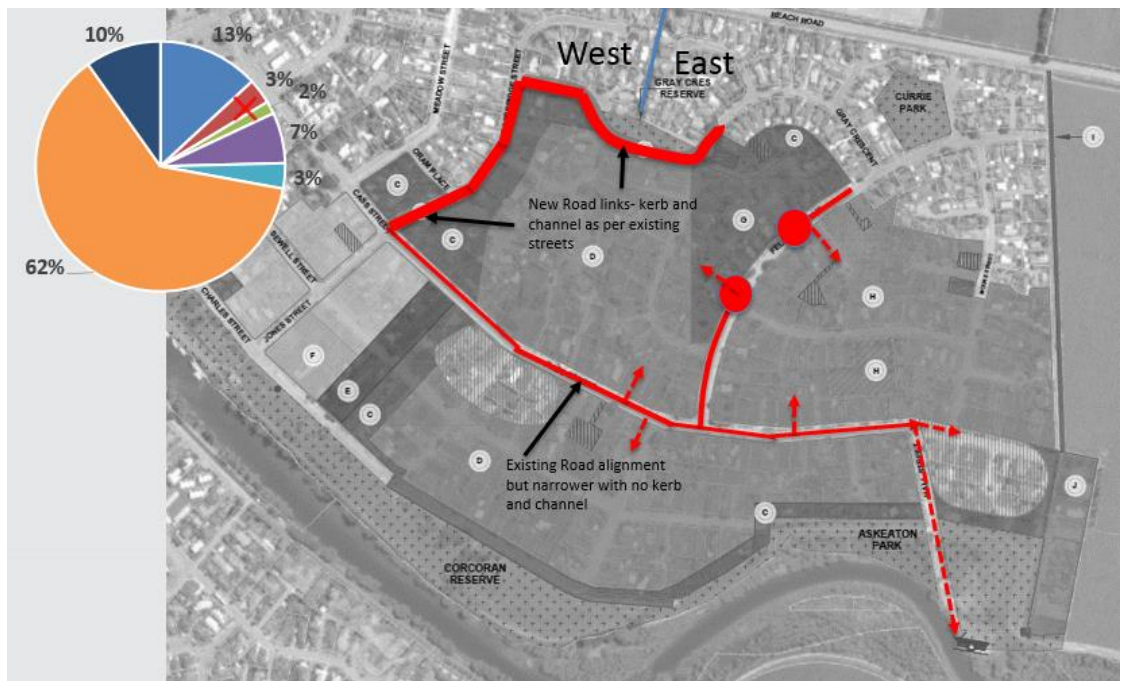 10%
13%
3%
2%
7%
3%
62%
West
East
BEACH ROAD
MEADOW STREET
GRAY CRES
RESERVE
CURRIE
PARK
GRAY CRESCENT
I
C
ORAM PLACE
C
CASS STREET
C
New Road links- kerb and
channel as per existing
streets
G
D
SEWELL STREET
CHARLES STREET
JONES STREET
H
F
E
C
H
D
Existing Road alignment
but narrower with no kerb
and channel
J
C
ASKEATON
PARK
CORCORAN
RESERVE